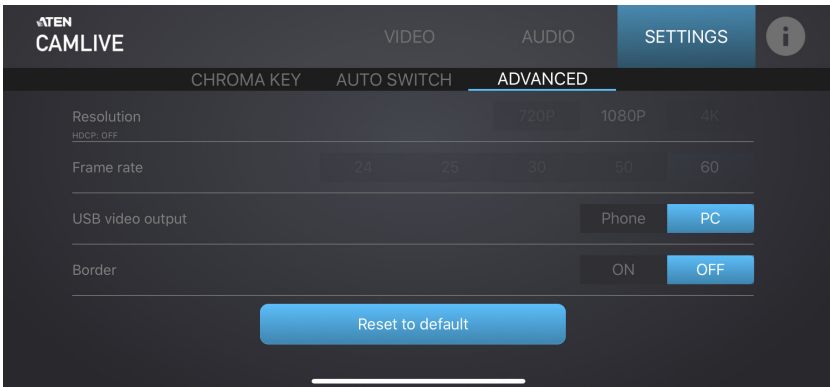 ATEN
CAMLIVE
VIDEO AUDIO SETTINGS i
CHROMA KEY AUTO SWITCH ADVANCED
Resolution 720P 1080P 4K
HDCP: OFF
Frame rate 24 25 30 50 60
USB video output Phone PC
Border ON OFF
Reset to default